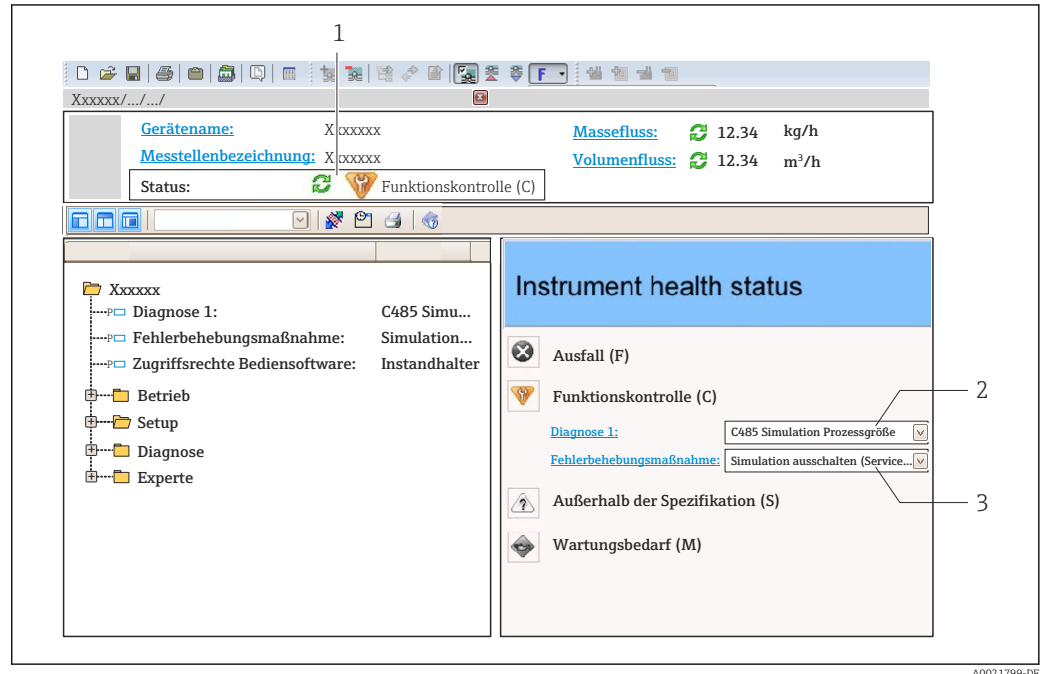 1
F
Xxxxxx/.../.../
Gerätename: Xxxxxxx Massefluss: 12.34 kg/h
Messstellenbezeichnung: Xxxxxxx Volumenfluss: 12.34 m³/h
Status: Funktionskontrolle (C)
Xxxxxx
Diagnose 1: C485 Simu...
Fehlerbehebungsmaßnahme: Simulation...
Zugriffsrechte Bediensoftware: Instandhalter
Betrieb
Setup
Diagnose
Experte
Instrument health status
Ausfall (F)
Funktionskontrolle (C)
2
Diagnose 1: C485 Simulation Prozessgröße
Fehlerbehebungsmaßnahme: Simulation ausschalten (Service...
3
Außerhalb der Spezifikation (S)
Wartungsbedarf (M)
A0021799-DE